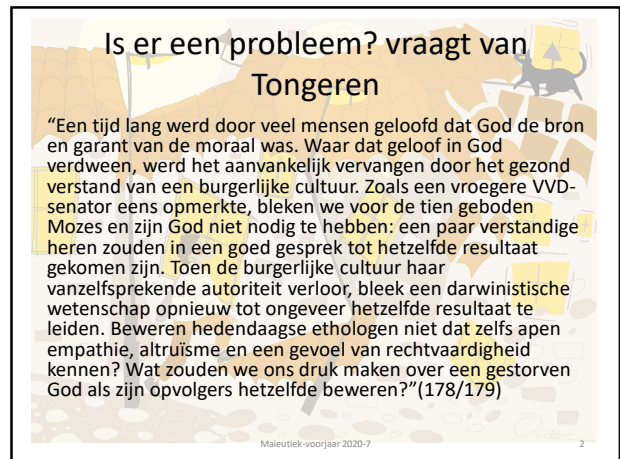 Is er een probleem? vraagt van
Tongeren
“Een tijd lang werd door veel mensen geloofd dat God de bron
en garant van de moraal was. Waar dat geloof in God
verdween, werd het aanvankelijk vervangen door het gezond
verstand van een burgerlijke cultuur. Zoals een vroegere VVD-
senator eens opmerkte, bleken we voor de tien geboden
Mozes en zijn God niet nodig te hebben: een paar verstandige
heren zouden in een goed gesprek tot hetzelfde resultaat
gekomen zijn. Toen de burgerlijke cultuur haar
vanzelfsprekende autoriteit verloor, bleek een darwinistische
wetenschap opnieuw tot ongeveer hetzelfde resultaat te
leiden. Beweren hedendaagse ethologen niet dat zelfs apen
empathie, altruïsme en een gevoel van rechtvaardigheid
kennen? Wat zouden we ons druk maken over een gestorven
God als zijn opvolgers hetzelfde beweren?”(178/179)
Maieutiek-voorjaar 2020-7
2